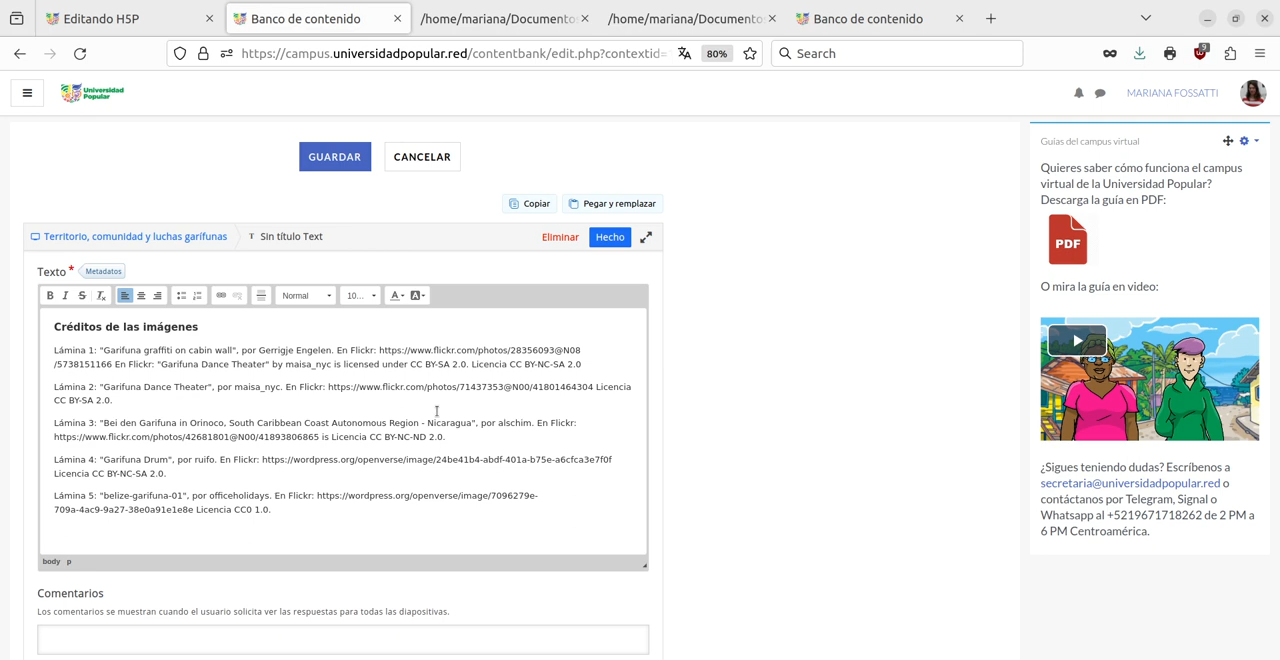 Editando H5P
Banco de contenido
/home/mariana/Documento
/home/mariana/Documento
Banco de contenido
https://campus.universidadpopular.red/contentbank/edit.php?contextid=
80%
Search
9
Universidad
Popular
MARIANA FOSSATTI
GUARDAR
CANCELAR
Copiar
Pegar y remplazar
Territorio, comunidad y luchas garífunas
T Sin título Text
Eliminar
Hecho
Texto *
Metadatos
B I S Tx
Normal
10...
A
A
Créditos de las imágenes
Lámina 1: "Garifuna graffiti on cabin wall", por Gerrigje Engelen. En Flickr: https://www.flickr.com/photos/28356093@N08
/5738151166 En Flickr: "Garifuna Dance Theater" by maisa_nyc is licensed under CC BY-SA 2.0. Licencia CC BY-NC-SA 2.0
Lámina 2: "Garifuna Dance Theater", por maisa_nyc. En Flickr: https://www.flickr.com/photos/71437353@N00/41801464304 Licencia
CC BY-SA 2.0.
Lámina 3: "Bei den Garifuna in Orinoco, South Caribbean Coast Autonomous Region - Nicaragua", por alschim. En Flickr:
https://www.flickr.com/photos/42681801@N00/41893806865 is Licencia CC BY-NC-ND 2.0.
Lámina 4: "Garifuna Drum", por ruifo. En Flickr: https://wordpress.org/openverse/image/24be41b4-abdf-401a-b75e-a6cfca3e7f0f
Licencia CC BY-NC-SA 2.0.
Lámina 5: "belize-garifuna-01", por officeholidays. En Flickr: https://wordpress.org/openverse/image/7096279e-
709a-4ac9-9a27-38e0a91e1e8e Licencia CC0 1.0.
body p
Comentarios
Los comentarios se muestran cuando el usuario solicita ver las respuestas para todas las diapositivas.
Guías del campus virtual
Quieres saber cómo funciona el campus
virtual de la Universidad Popular?
Descarga la guía en PDF:
PDF
O mira la guía en video:
¿Sigues teniendo dudas? Escríbenos a
secretaria@universidadpopular.red o
contáctanos por Telegram, Signal o
Whatsapp al +5219671718262 de 2 PM a
6 PM Centroamérica.